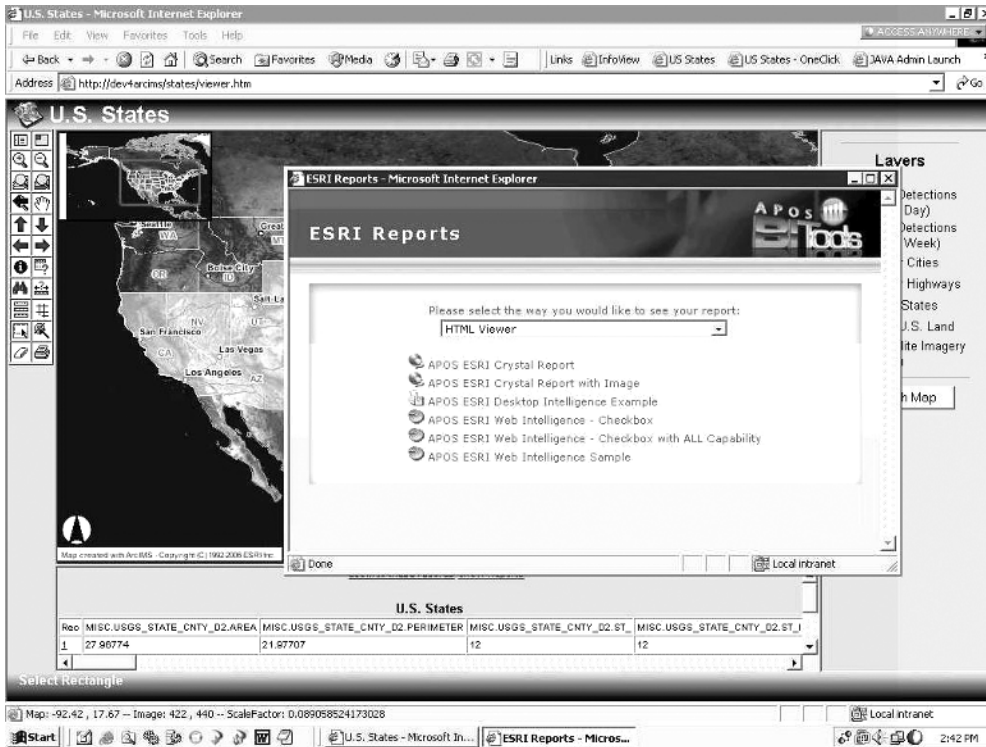 U.S. States - Microsoft Internet Explorer
File Edit View Favorites Tools Help
ACCESS ANYWHERE
Back Search Favorites Media Links InfoView US States US States - OneClick JAVA Admin Launch
Address http://dev4arcims/states/viewer.htm Go
U.S. States
Layers
ESRI Reports - Microsoft Internet Explorer
ESRI Reports
APOS
BI Tools
Please select the way you would like to see your report:
HTML Viewer
APOS ESRI Crystal Report
APOS ESRI Crystal Report with Image
APOS ESRI Desktop Intelligence Example
APOS ESRI Web Intelligence - Checkbox
APOS ESRI Web Intelligence - Checkbox with ALL Capability
APOS ESRI Web Intelligence Sample
Done Local intranet
Detections
Day)
Detections
Week)
Cities
Highways
States
U.S. Land
lite Imagery
h Map
Seattle
WA
Great
MT
OR
Boise City
ID
Salt-La
NV
UT
San Francisco
CA
Las Vegas
Los Angeles
AZ
Map created with ArcIMS - Copyright (C) 1992-2006 ESRI Inc.
U.S. States
Rec MISC.USGS_STATE_CNTY_D2.AREA MISC.USGS_STATE_CNTY_D2.PERIMETER MISC.USGS_STATE_CNTY_D2.ST_ MISC.USGS_STATE_CNTY_D2.ST_I
1 27.96774 21.97707 12 12
Select Rectangle
Map: -92.42 , 17.67 -- Image: 422 , 440 -- ScaleFactor: 0.089058524173028 Local intranet
Start U.S. States - Microsoft In... ESRI Reports - Micros... 2:42 PM